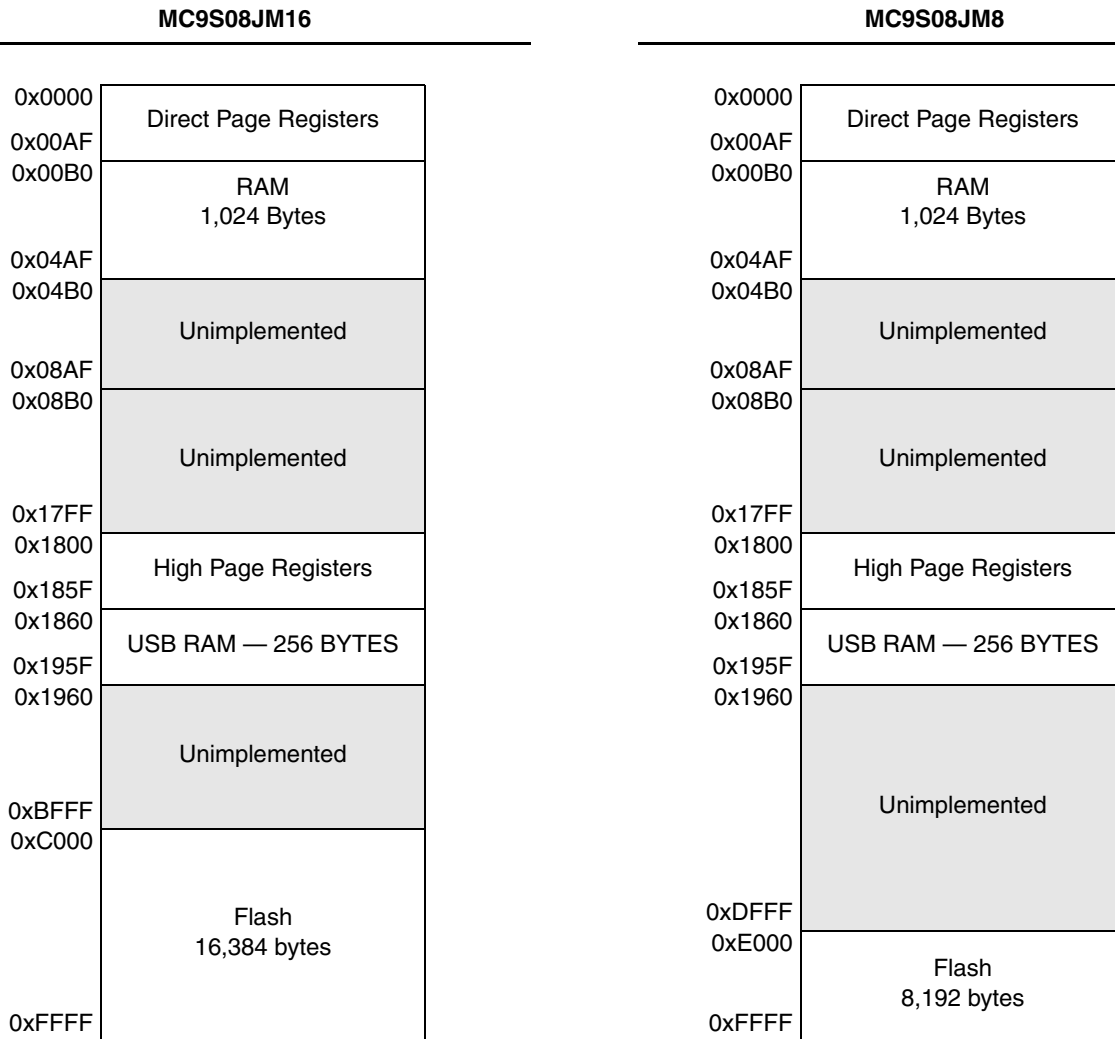 MC9S08JM16
0x0000
Direct Page Registers
0x00AF
0x00B0
RAM
1,024 Bytes
0x04AF
0x04B0
Unimplemented
0x08AF
0x08B0
Unimplemented
0x17FF
0x1800
High Page Registers
0x185F
0x1860
USB RAM — 256 BYTES
0x195F
0x1960
Unimplemented
0xBFFF
0xC000
Flash
16,384 bytes
0xFFFF
MC9S08JM8
0x0000
Direct Page Registers
0x00AF
0x00B0
RAM
1,024 Bytes
0x04AF
0x04B0
Unimplemented
0x08AF
0x08B0
Unimplemented
0x17FF
0x1800
High Page Registers
0x185F
0x1860
USB RAM — 256 BYTES
0x195F
0x1960
Unimplemented
0xDFFF
0xE000
Flash
8,192 bytes
0xFFFF